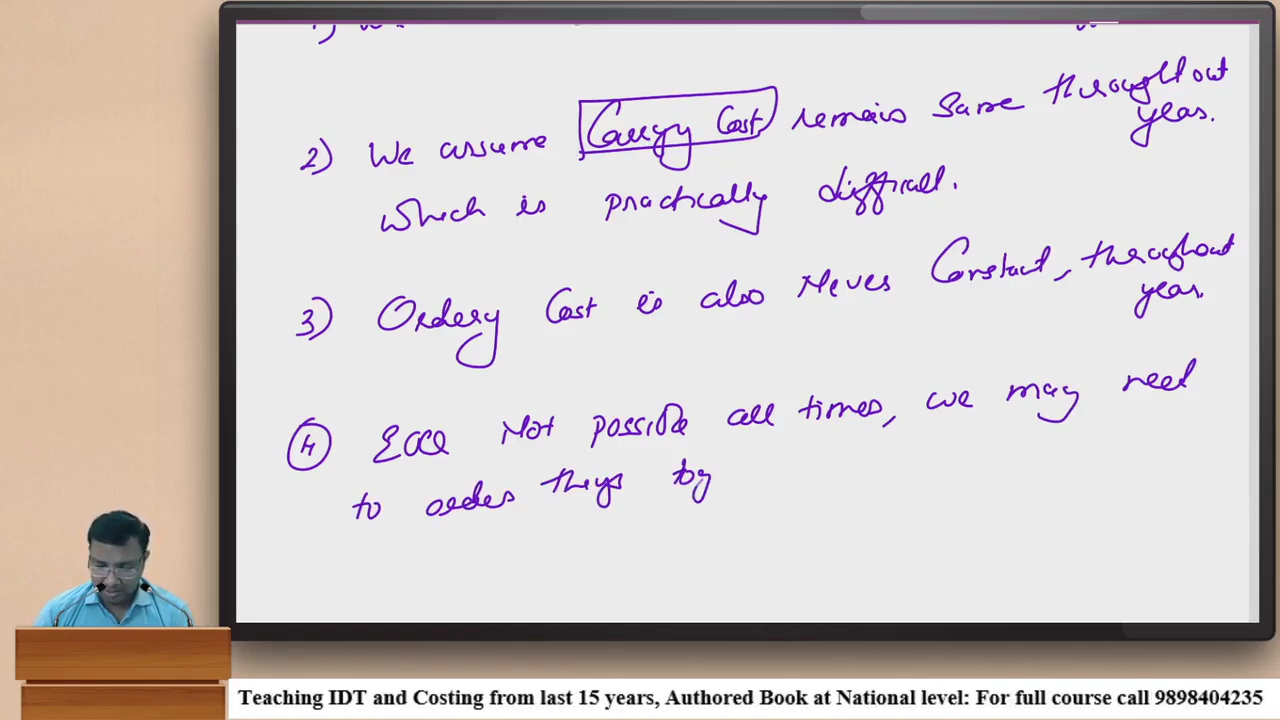 2) We assume Carryg Cost remains Same throughout
year.
which is practically difficult.
3) Orderg Cost is also Never Constant, throughout
year.
4 EOQ Not possible all times, we may need
to order things by
Teaching IDT and Costing from last 15 years, Authored Book at National level: For full course call 9898404235